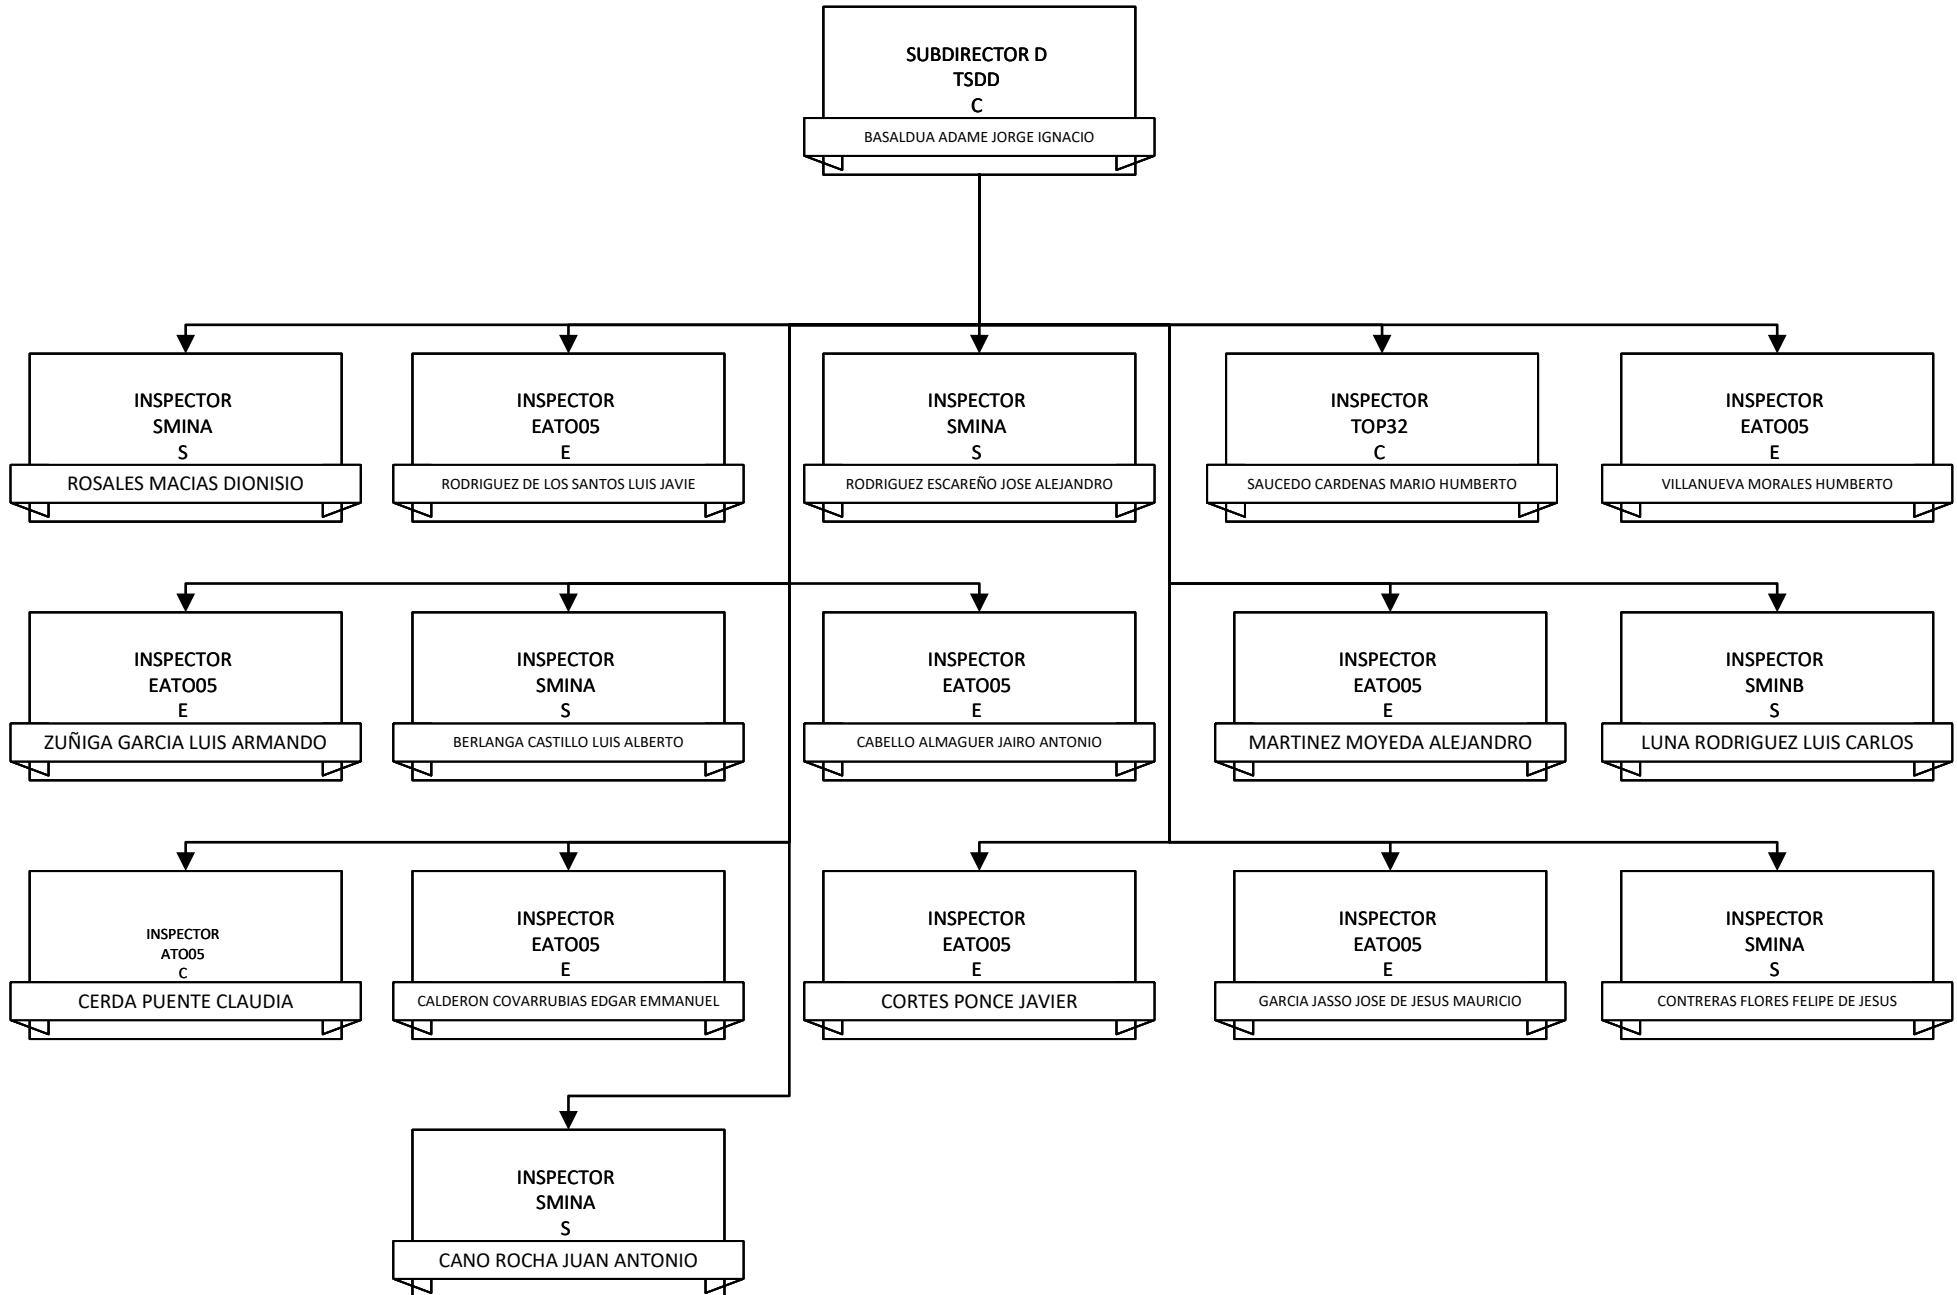 SUBDIRECTOR D
TSDD
C
BASALDUA ADAME JORGE IGNACIO
INSPECTOR
SMINA
S
ROSALES MACIAS DIONISIO
INSPECTOR
EATO05
E
RODRIGUEZ DE LOS SANTOS LUIS JAVIE
INSPECTOR
SMINA
S
RODRIGUEZ ESCAREÑO JOSE ALEJANDRO
INSPECTOR
TOP32
C
SAUCEDO CARDENAS MARIO HUMBERTO
INSPECTOR
EATO05
E
VILLANUEVA MORALES HUMBERTO
INSPECTOR
EATO05
E
ZUÑIGA GARCIA LUIS ARMANDO
INSPECTOR
SMINA
S
BERLANGA CASTILLO LUIS ALBERTO
INSPECTOR
EATO05
E
CABELLO ALMAGUER JAIRO ANTONIO
INSPECTOR
EATO05
E
MARTINEZ MOYEDA ALEJANDRO
INSPECTOR
SMINB
S
LUNA RODRIGUEZ LUIS CARLOS
INSPECTOR
ATO05
C
CERDA PUENTE CLAUDIA
INSPECTOR
EATO05
E
CALDERON COVARRUBIAS EDGAR EMMANUEL
INSPECTOR
EATO05
E
CORTES PONCE JAVIER
INSPECTOR
EATO05
E
GARCIA JASSO JOSE DE JESUS MAURICIO
INSPECTOR
SMINA
S
CONTRERAS FLORES FELIPE DE JESUS
INSPECTOR
SMINA
S
CANO ROCHA JUAN ANTONIO